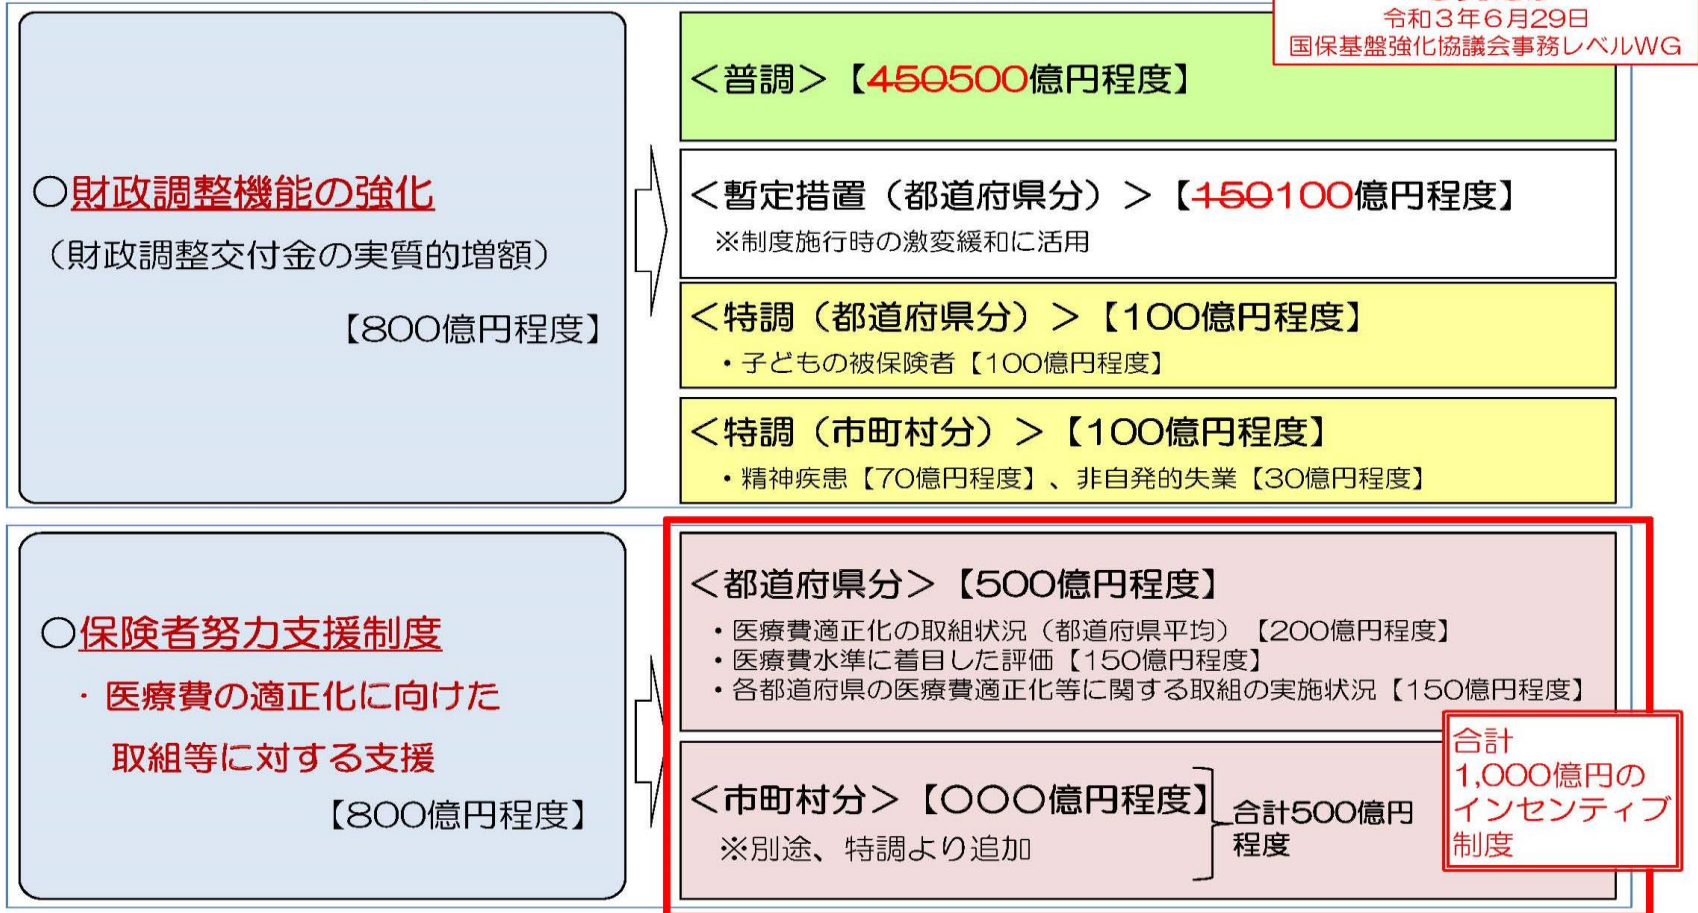 令和3年6月29日
国保基盤強化協議会事務レベルWG
○財政調整機能の強化
（財政調整交付金の実質的増額）
【800億円程度】
＜普調＞【450500億円程度】
＜暫定措置（都道府県分）＞【150100億円程度】
※制度施行時の激変緩和に活用
＜特調（都道府県分）＞【100億円程度】
・子どもの被保険者【100億円程度】
＜特調（市町村分）＞【100億円程度】
・精神疾患【70億円程度】、非自発的失業【30億円程度】
○保険者努力支援制度
・医療費の適正化に向けた
取組等に対する支援
【800億円程度】
＜都道府県分＞【500億円程度】
・医療費適正化の取組状況（都道府県平均）【200億円程度】
・医療費水準に着目した評価【150億円程度】
・各都道府県の医療費適正化等に関する取組の実施状況【150億円程度】
＜市町村分＞【○○○億円程度】
※別途、特調より追加
合計500億円
程度
合計
1,000億円の
インセンティブ
制度